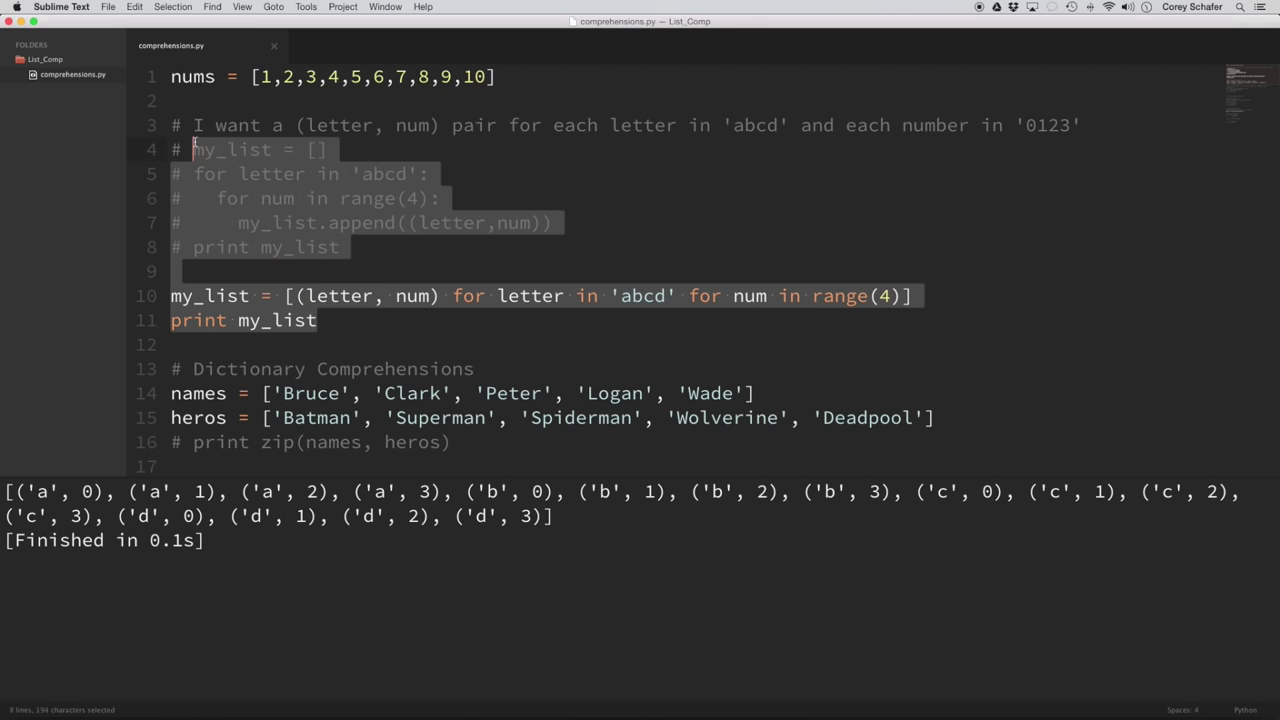 Sublime Text File Edit Selection Find View Goto Tools Project Window Help Corey Schafer
comprehensions.py — List_Comp
FOLDERS
List_Comp
comprehensions.py
comprehensions.py
1 nums = [1,2,3,4,5,6,7,8,9,10]
2
3 # I want a (letter, num) pair for each letter in 'abcd' and each number in '0123'
4 # my_list = []
5 # for letter in 'abcd':
6 #   for num in range(4):
7 #     my_list.append((letter,num))
8 # print my_list
9
10 my_list = [(letter, num) for letter in 'abcd' for num in range(4)]
11 print my_list
12
13 # Dictionary Comprehensions
14 names = ['Bruce', 'Clark', 'Peter', 'Logan', 'Wade']
15 heros = ['Batman', 'Superman', 'Spiderman', 'Wolverine', 'Deadpool']
16 # print zip(names, heros)
17
[('a', 0), ('a', 1), ('a', 2), ('a', 3), ('b', 0), ('b', 1), ('b', 2), ('b', 3), ('c', 0), ('c', 1), ('c', 2),
('c', 3), ('d', 0), ('d', 1), ('d', 2), ('d', 3)]
[Finished in 0.1s]
8 lines, 194 characters selected Spaces: 4 Python